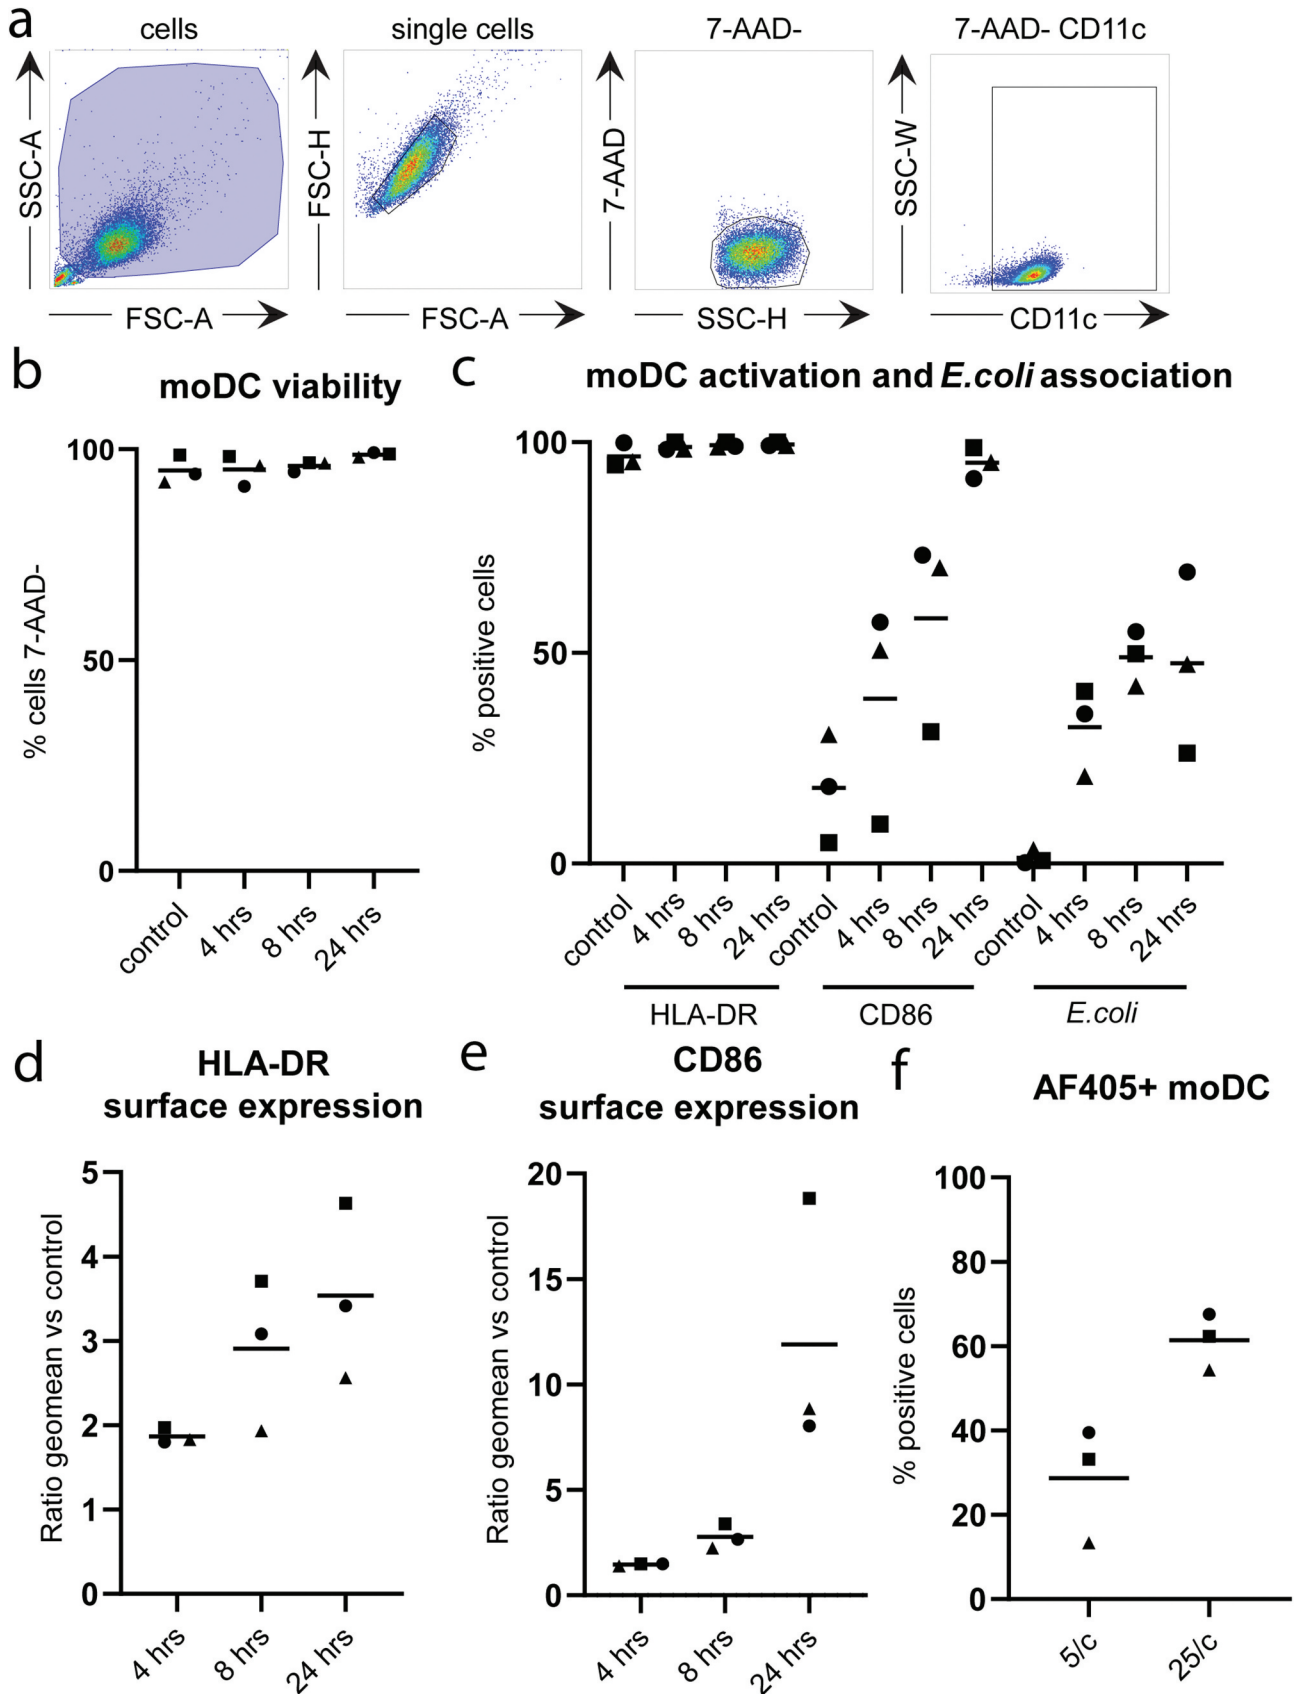 a
cells
single cells
7-AAD-
7-AAD- CD11c
SSC-A
FSC-A
FSC-H
FSC-A
7-AAD
SSC-H
SSC-W
CD11c
b
moDC viability
% cells 7-AAD-
100
50
0
control
4 hrs
8 hrs
24 hrs
c
moDC activation and E.coli association
% positive cells
100
50
0
control
4 hrs
8 hrs
24 hrs
control
4 hrs
8 hrs
24 hrs
control
4 hrs
8 hrs
24 hrs
HLA-DR
CD86
E.coli
d
HLA-DR
surface expression
Ratio geomean vs control
5
4
3
2
1
0
4 hrs
8 hrs
24 hrs
e
CD86
surface expression
Ratio geomean vs control
20
15
10
5
0
4 hrs
8 hrs
24 hrs
f
AF405+ moDC
% positive cells
100
80
60
40
20
0
5/c
25/c